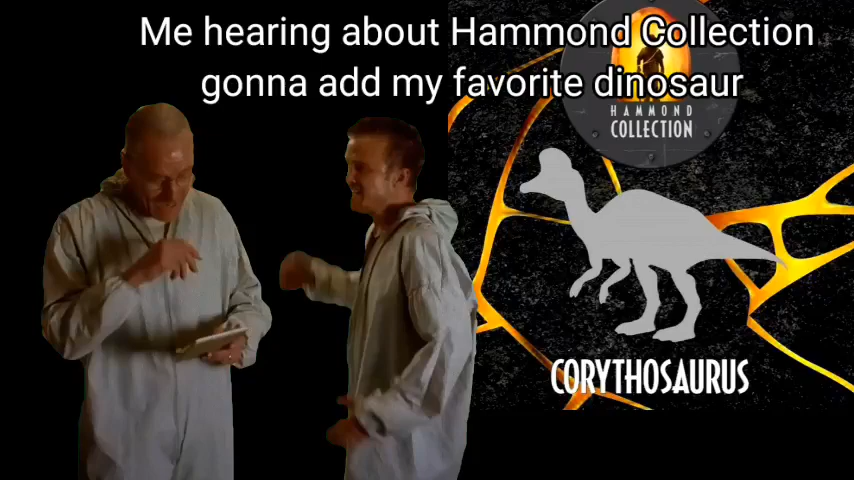 Me hearing about Hammond Collection
gonna add my favorite dinosaur
HAMMOND
COLLECTION
CORYTHOSAURUS